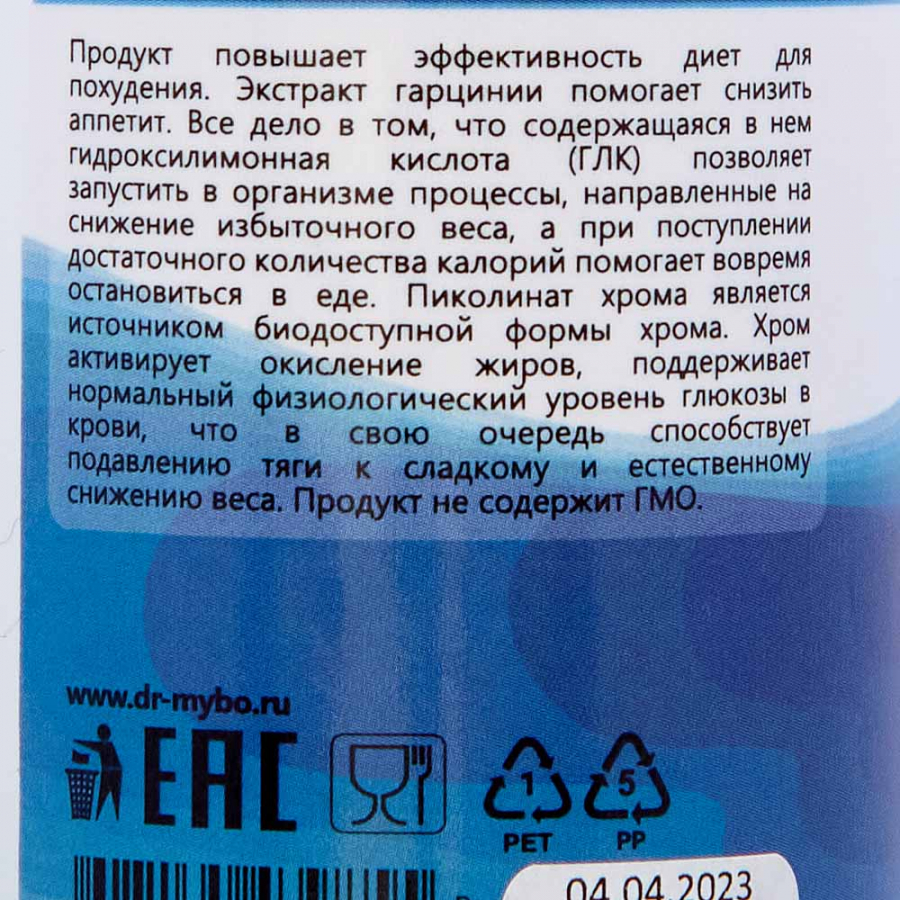 Продукт повышает эффективность диет для
похудения. Экстракт гарцинии помогает снизить
аппетит. Все дело в том, что содержащаяся в нем
гидроксилимонная кислота (ГЛК) позволяет
запустить в организме процессы, направленные на
снижение избыточного веса, а при поступлении
достаточного количества калорий помогает вовремя
остановиться в еде. Пиколинат хрома является
источником биодоступной формы хрома. Хром
активирует окисление жиров, поддерживает
нормальный физиологический уровень глюкозы в
крови, что в свою очередь способствует
подавлению тяги к сладкому и естественному
снижению веса. Продукт не содержит ГМО.
www.dr-mybo.ru
EAC
1
5
PET
PP
04.04.2023